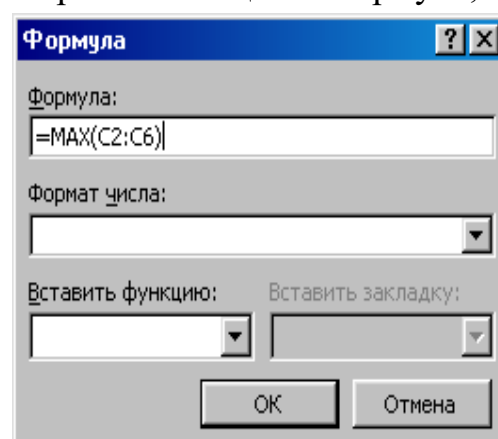 Формула
Формула:
=MAX(C2:C6)
Формат числа:
Вставить функцию: Вставить закладку:
ОК Отмена